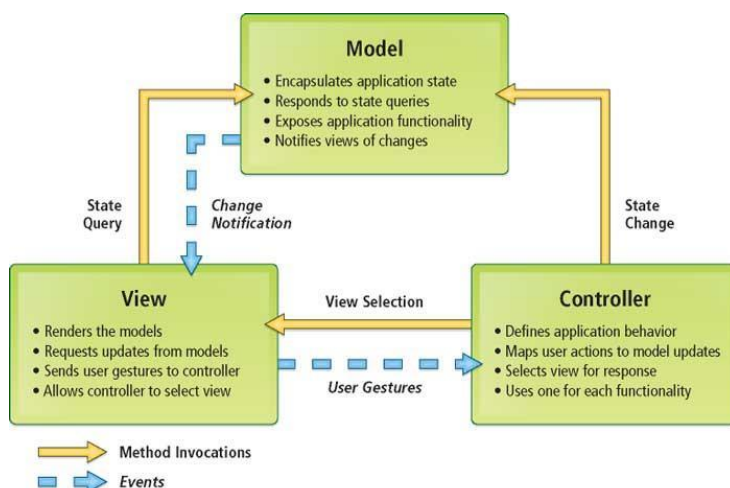 Model
• Encapsulates application state
• Responds to state queries
• Exposes application functionality
• Notifies views of changes
State
Query
Change
Notification
State
Change
View
• Renders the models
• Requests updates from models
• Sends user gestures to controller
• Allows controller to select view
View Selection
User Gestures
Controller
• Defines application behavior
• Maps user actions to model updates
• Selects view for response
• Uses one for each functionality
Method Invocations
Events